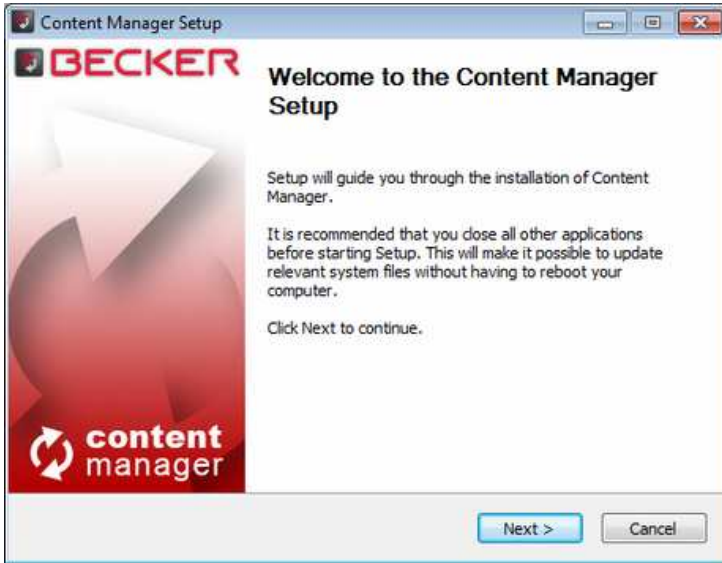 Content Manager Setup
BECKER
Welcome to the Content Manager
Setup
Setup will guide you through the installation of Content
Manager.
It is recommended that you close all other applications
before starting Setup. This will make it possible to update
relevant system files without having to reboot your
computer.
Click Next to continue.
content
manager
Next >
Cancel